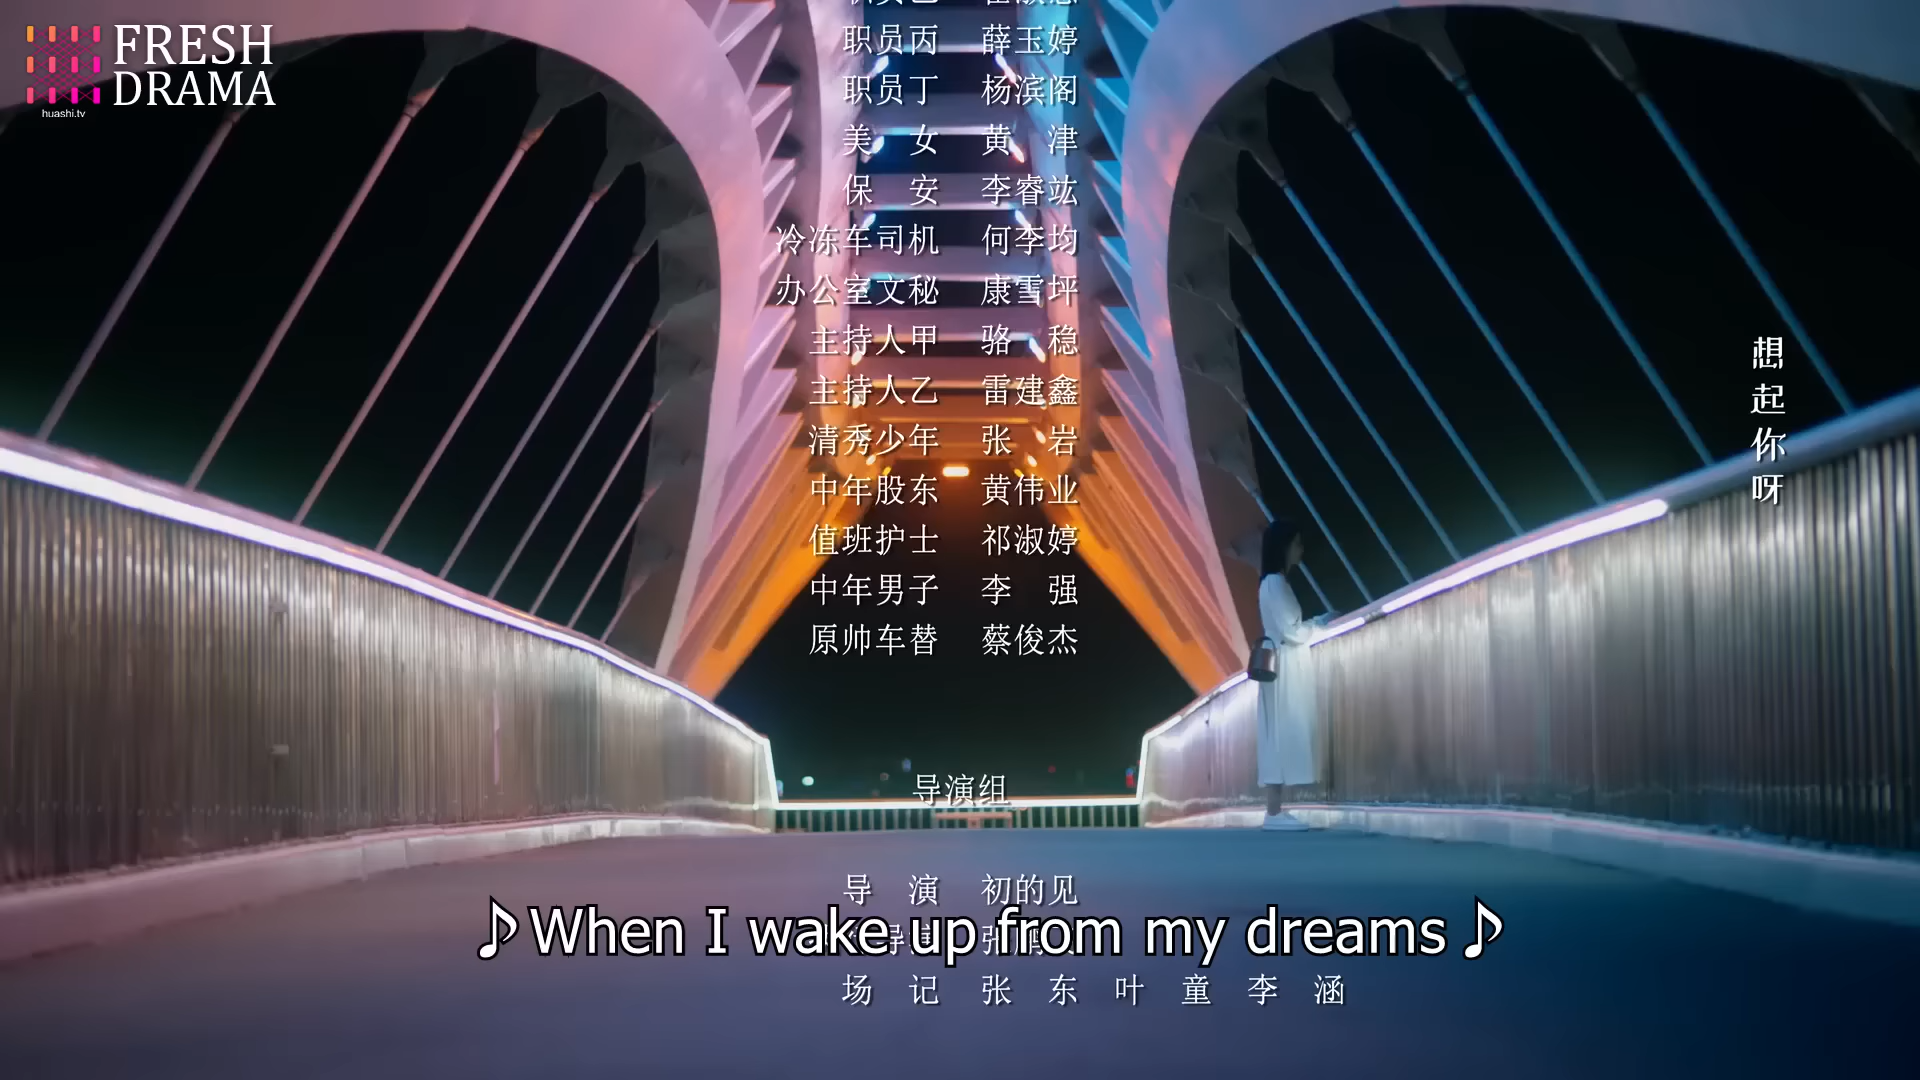 FRESH
DRAMA
huashi.tv
职员丙 薛玉婷
职员丁 杨滨阁
美 女 黄 津
保 安 李睿竑
冷冻车司机 何李均
办公室文秘 康雪坪
主持人甲 骆 稳
主持人乙 雷建鑫
清秀少年 张 岩
中年股东 黄伟业
值班护士 祁淑婷
中年男子 李 强
原帅车替 蔡俊杰
想起你呀
导演组
导 演 初的见
♪When I wake up from my dreams♪
场 记 张 东 叶 童 李 涵